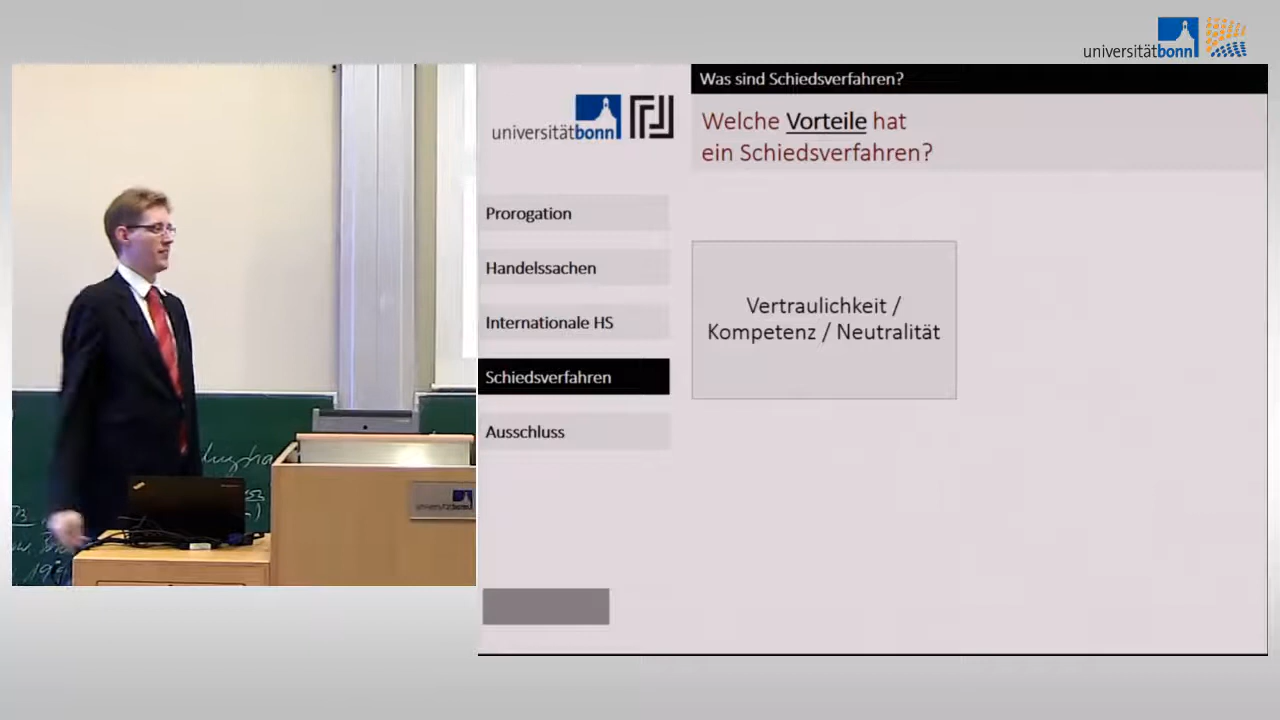 universitätbonn
Was sind Schiedsverfahren?
universitätbonn
Welche Vorteile hat
ein Schiedsverfahren?
Prorogation
Handelssachen
Internationale HS
Schiedsverfahren
Ausschluss
Vertraulichkeit /
Kompetenz / Neutralität
universitätbonn